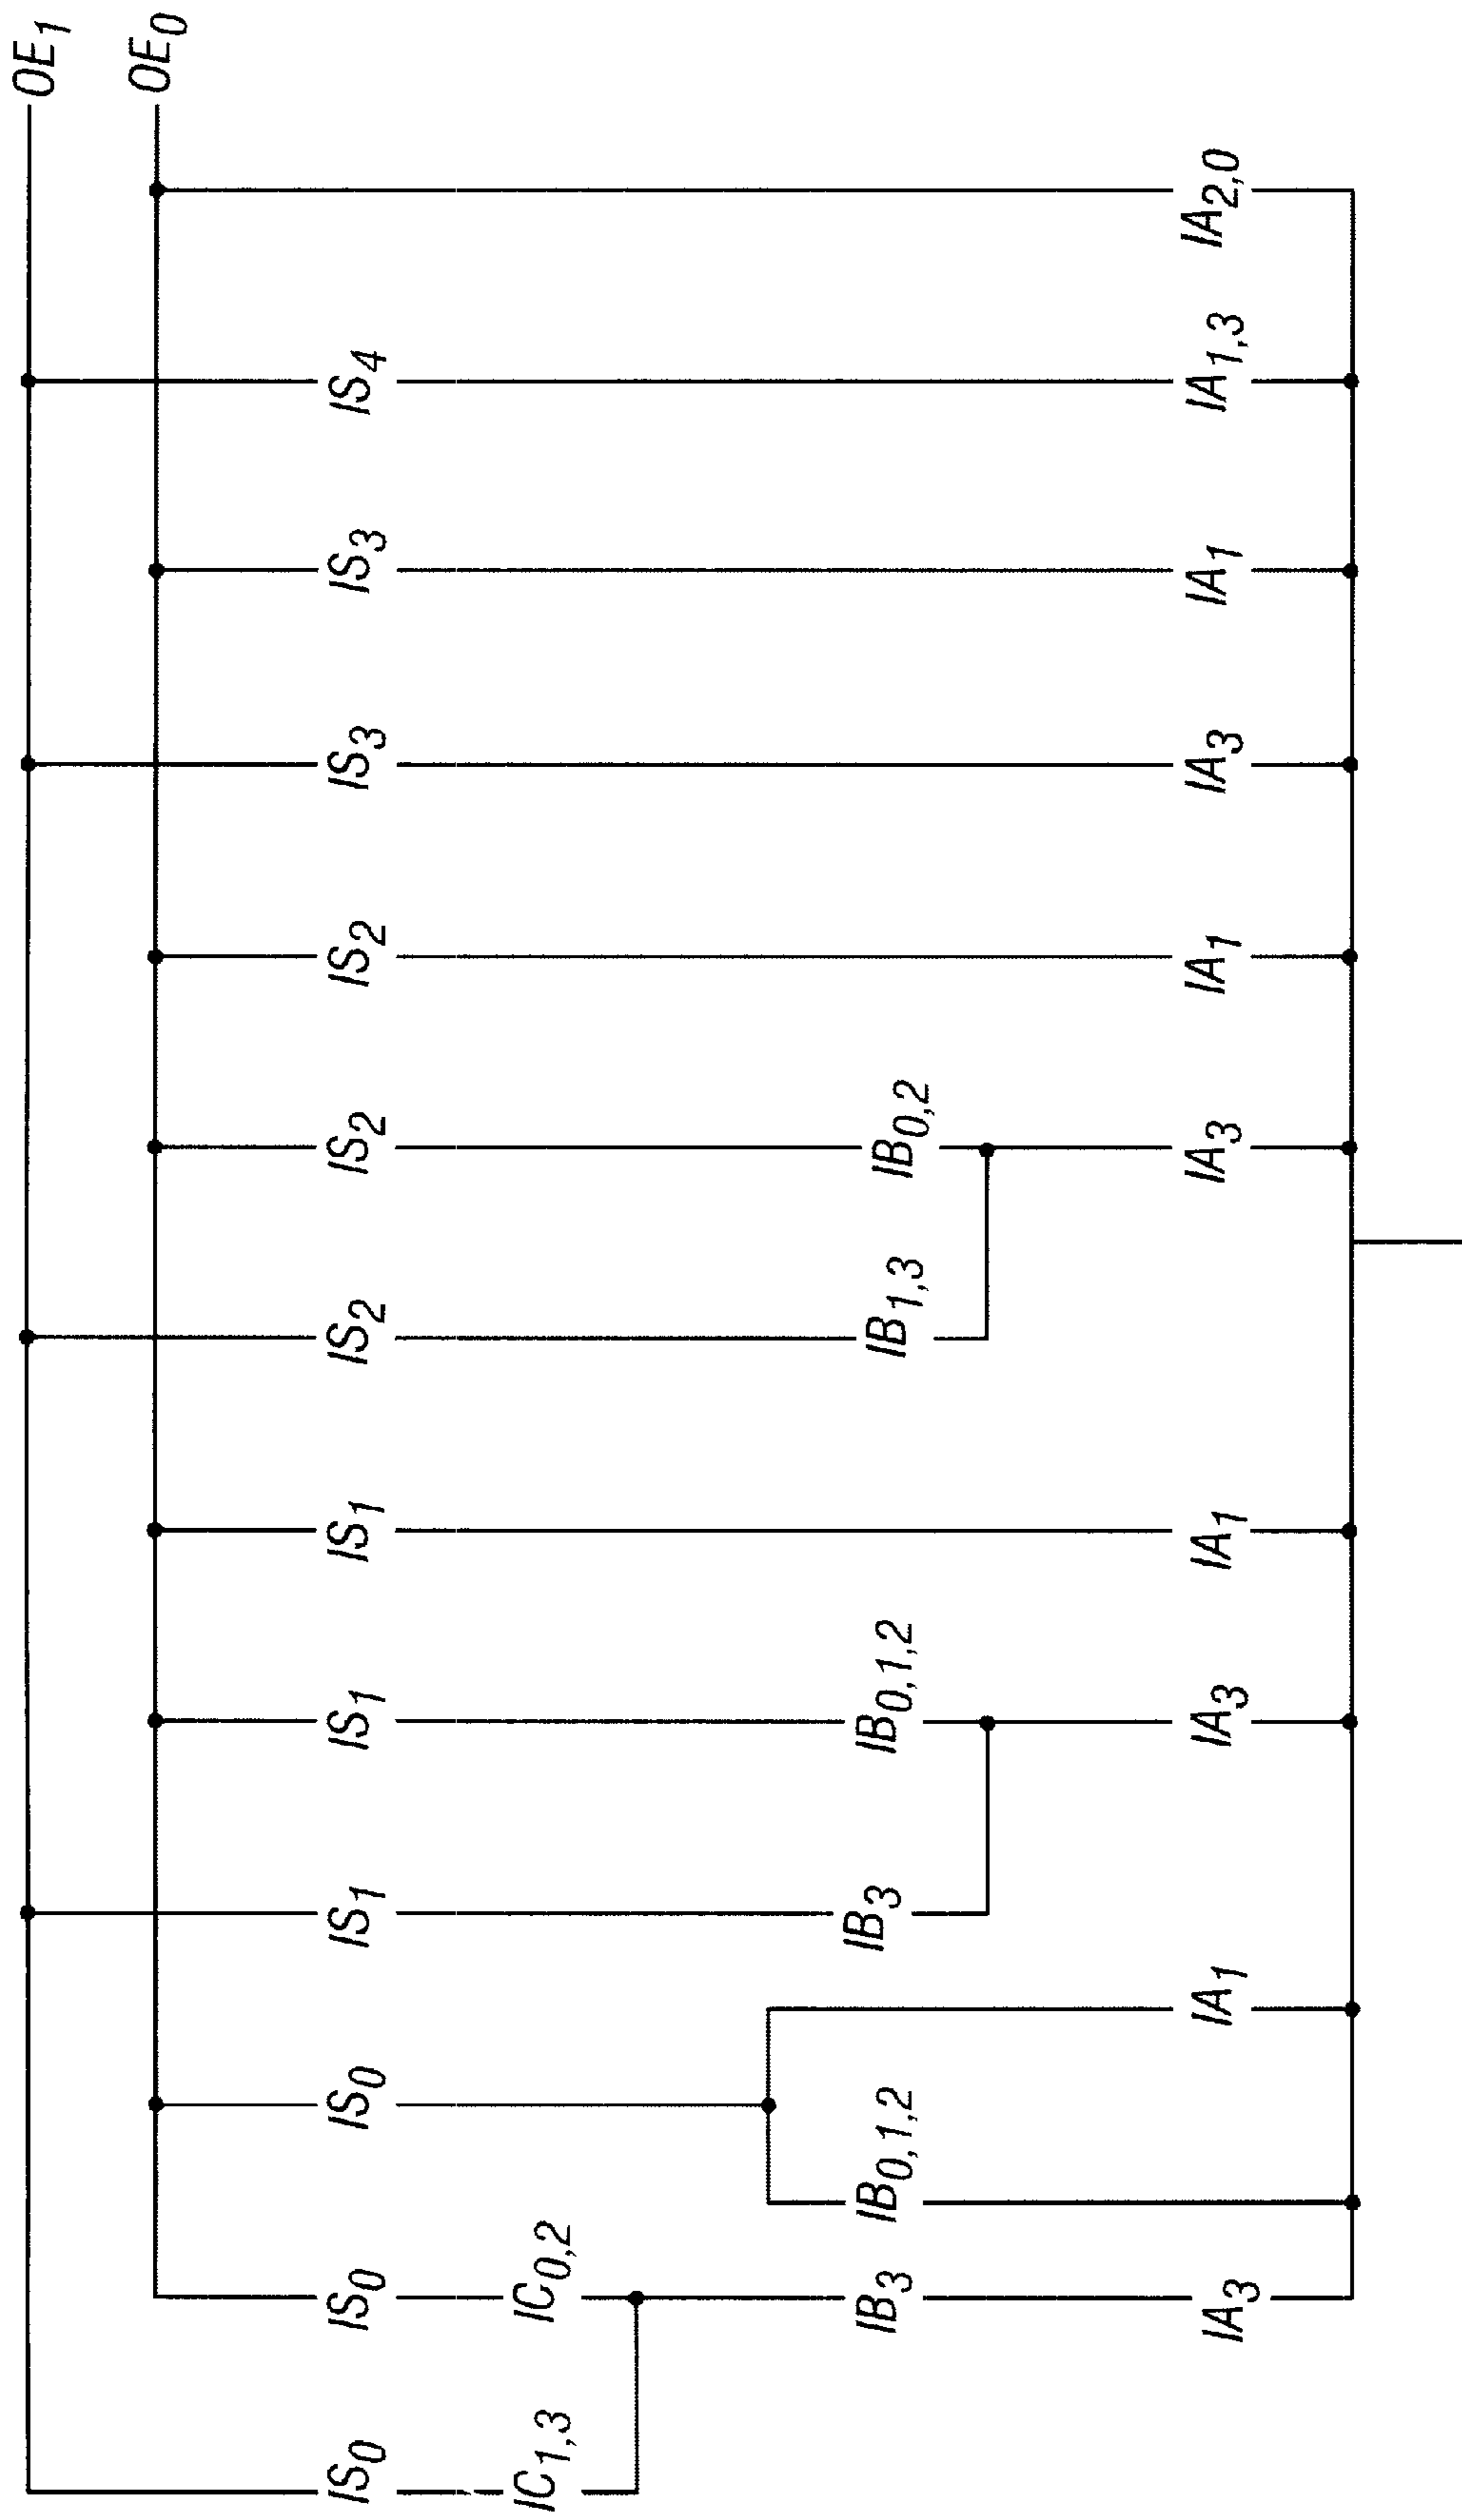 OE₁
OE₀
IS₀ IS₀ IS₀ IS₁ IS₁ IS₁ IS₂ IS₂ IS₂ IS₃ IS₃ IS₄
IC₁,₃ IC₀,₂
IB₃ IB₀,₁,₂ IB₃ IB₀,₁,₂ IB₁,₃ IB₀,₂
IA₃ IA₁ IA₃ IA₁ IA₃ IA₁ IA₃ IA₁ IA₁,₃ IA₂,₀